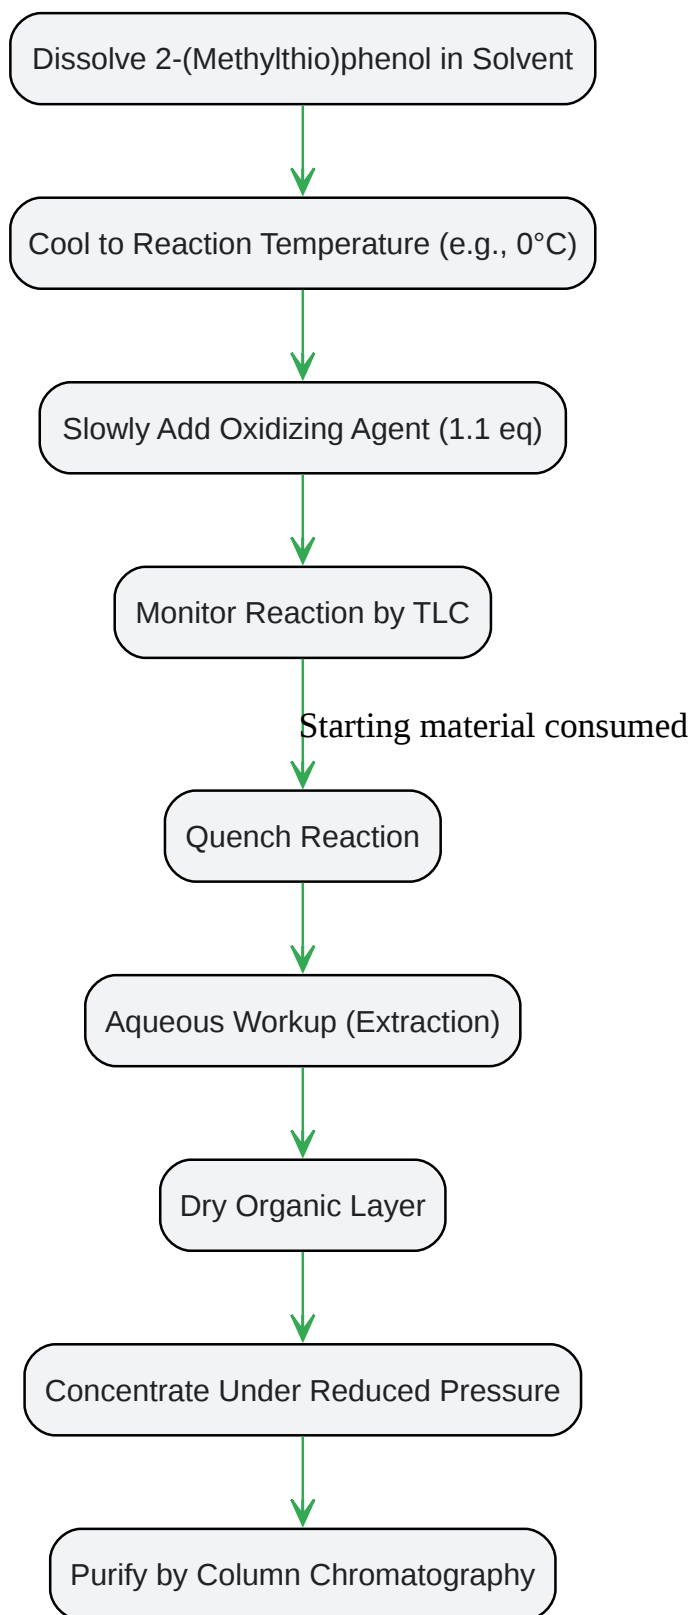 Dissolve 2-(Methylthio)phenol in Solvent
Cool to Reaction Temperature (e.g., 0°C)
Slowly Add Oxidizing Agent (1.1 eq)
Monitor Reaction by TLC
Starting material consumed
Quench Reaction
Aqueous Workup (Extraction)
Dry Organic Layer
Concentrate Under Reduced Pressure
Purify by Column Chromatography